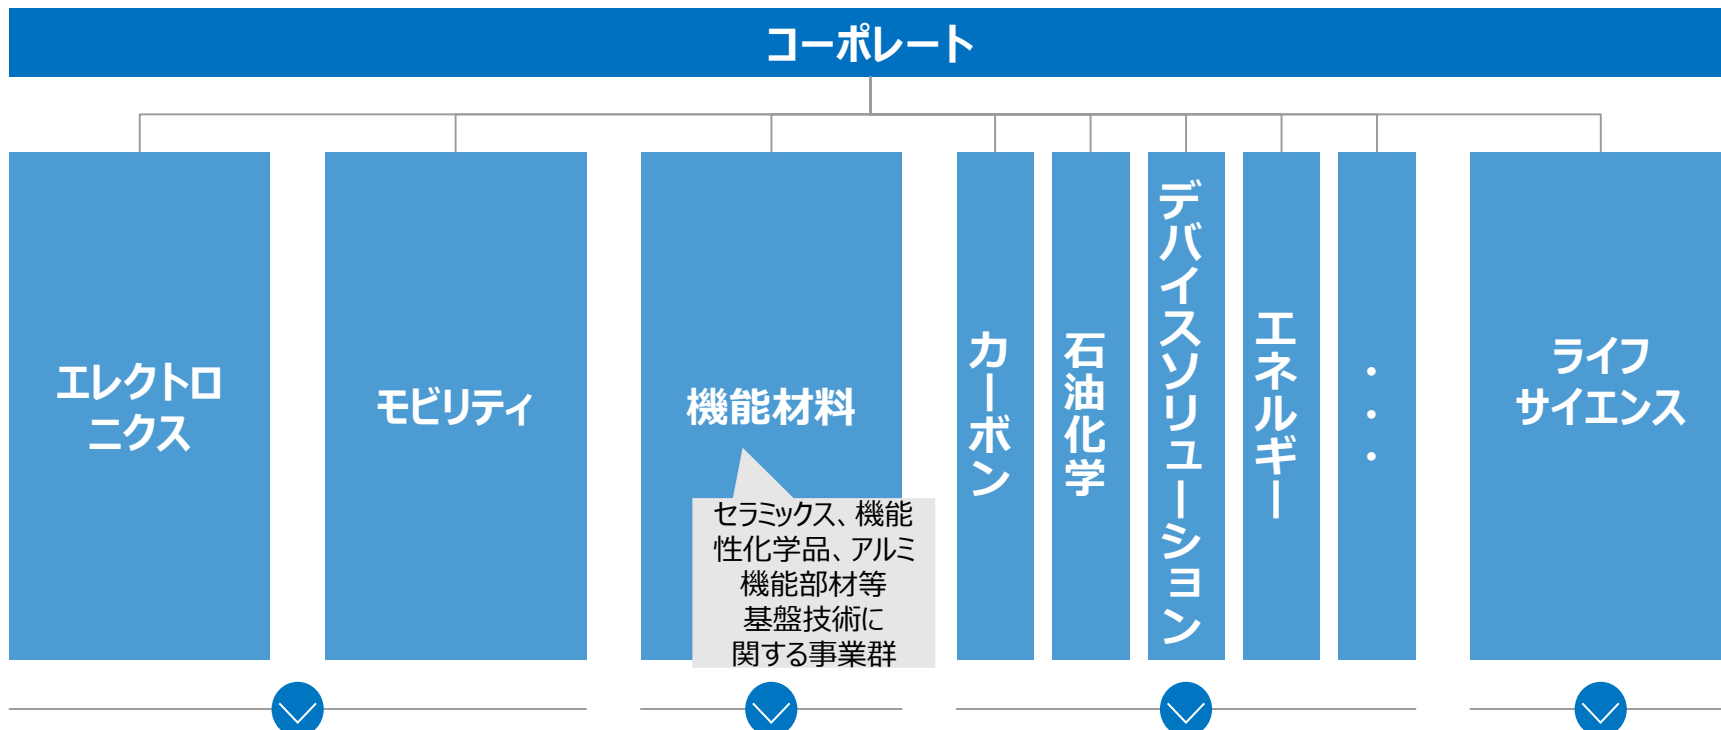 コーポレート
エレクトロ
ニクス
モビリティ
機能材料
セラミックス、機能
性化学品、アルミ
機能部材等
基盤技術に
関する事業群
カーボン
石油化学
デバイスソリューション
エネルギー
・・・
ライフ
サイエンス